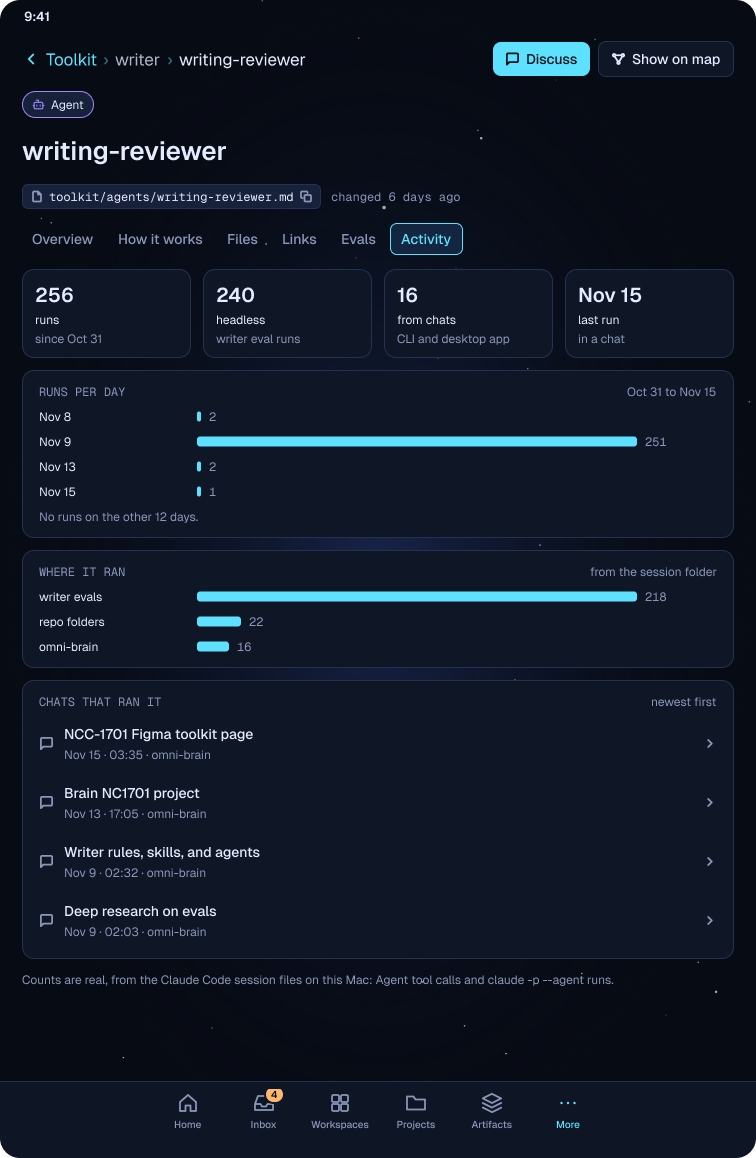 9:41
Toolkit › writer › writing-reviewer
Discuss
Show on map
Agent
writing-reviewer
toolkit/agents/writing-reviewer.md changed 6 days ago
Overview How it works Files Links Evals Activity
256
runs
since Oct 31
240
headless
writer eval runs
16
from chats
CLI and desktop app
Nov 15
last run
in a chat
RUNS PER DAY Oct 31 to Nov 15
Nov 8 2
Nov 9 251
Nov 13 2
Nov 15 1
No runs on the other 12 days.
WHERE IT RAN from the session folder
writer evals 218
repo folders 22
omni-brain 16
CHATS THAT RAN IT newest first
NCC-1701 Figma toolkit page
Nov 15 · 03:35 · omni-brain
Brain NC1701 project
Nov 13 · 17:05 · omni-brain
Writer rules, skills, and agents
Nov 9 · 02:32 · omni-brain
Deep research on evals
Nov 9 · 02:03 · omni-brain
Counts are real, from the Claude Code session files on this Mac: Agent tool calls and claude -p --agent runs.
4
Home Inbox Workspaces Projects Artifacts More